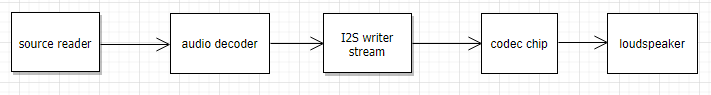 source reader
audio decoder
I2S writer
stream
codec chip
loudspeaker